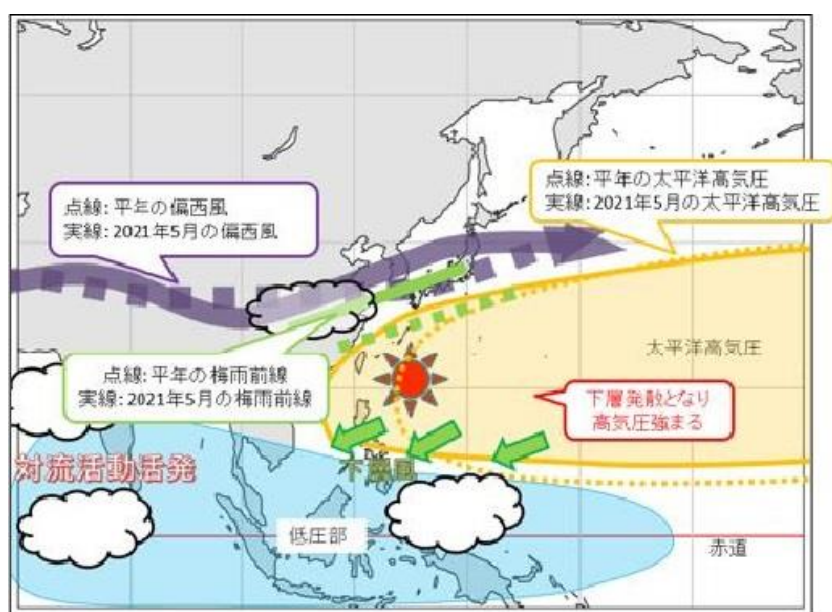 点線:平年の偏西風
実線:2021年5月の偏西風
点線:平年の太平洋高気圧
実線:2021年5月の太平洋高気圧
太平洋高気圧
点線:平年の梅雨前線
実線:2021年5月の梅雨前線
下層発散となり
高気圧強まる
対流活動活発
下層風
低圧部
赤道